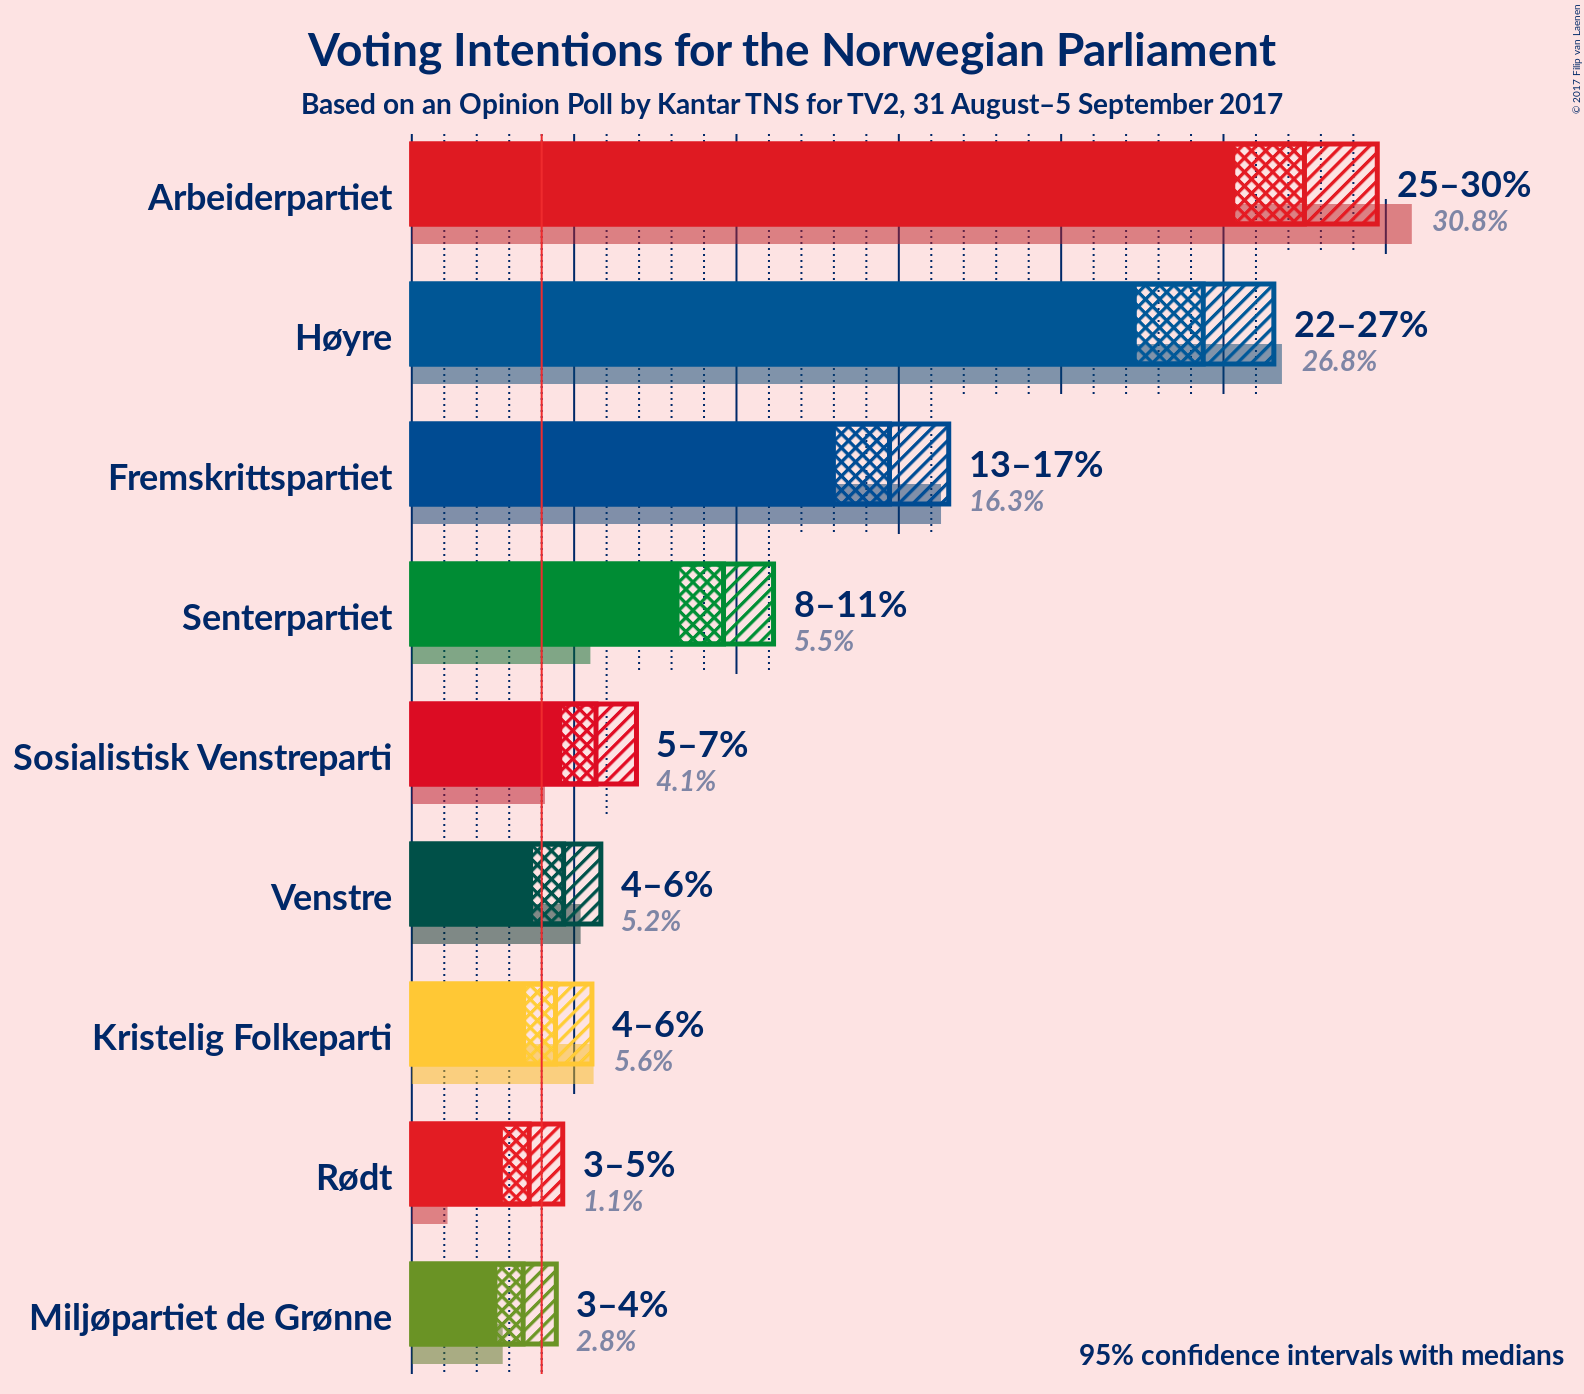 Voting Intentions for the Norwegian Parliament
Based on an Opinion Poll by Kantar TNS for TV2, 31 August–5 September 2017
© 2017 Filip van Laenen
Arbeiderpartiet
25–30%
30.8%
Høyre
22–27%
26.8%
Fremskrittspartiet
13–17%
16.3%
Senterpartiet
8–11%
5.5%
Sosialistisk Venstreparti
5–7%
4.1%
Venstre
4–6%
5.2%
Kristelig Folkeparti
4–6%
5.6%
Rødt
3–5%
1.1%
Miljøpartiet de Grønne
3–4%
2.8%
95% confidence intervals with medians